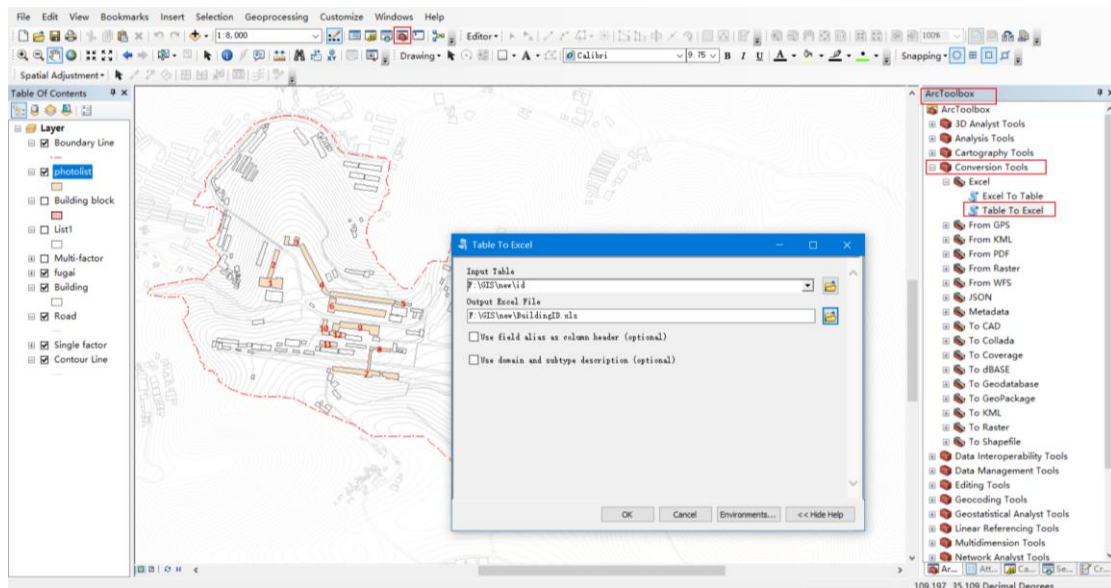 File Edit View Bookmarks Insert Selection Geoprocessing Customize Windows Help
1:8,000 Editor 100%
Drawing A Calibri 9.75 B I U A Snapping
Spatial Adjustment
Table Of Contents
Layer
Boundary Line
photolist
Building block
List1
Multi-factor
fugai
Building
Road
Single factor
Contour Line
Table To Excel
Input Table
F:\GIS\new\id
Output Excel File
F:\GIS\new\BuildingID.xls
Use field alias as column header (optional)
Use domain and subtype description (optional)
OK Cancel Environments... << Hide Help
ArcToolbox
ArcToolbox
3D Analyst Tools
Analysis Tools
Cartography Tools
Conversion Tools
Excel
Excel To Table
Table To Excel
From GPS
From KML
From PDF
From Raster
From WFS
JSON
Metadata
To CAD
To Collada
To Coverage
To dBASE
To Geodatabase
To GeoPackage
To KML
To Raster
To Shapefile
Data Interoperability Tools
Data Management Tools
Editing Tools
Geocoding Tools
Geostatistical Analyst Tools
Linear Referencing Tools
Multidimension Tools
Network Analyst Tools
Ar... Att... Ca... Se... Cr...
109.197 35.109 Decimal Degrees